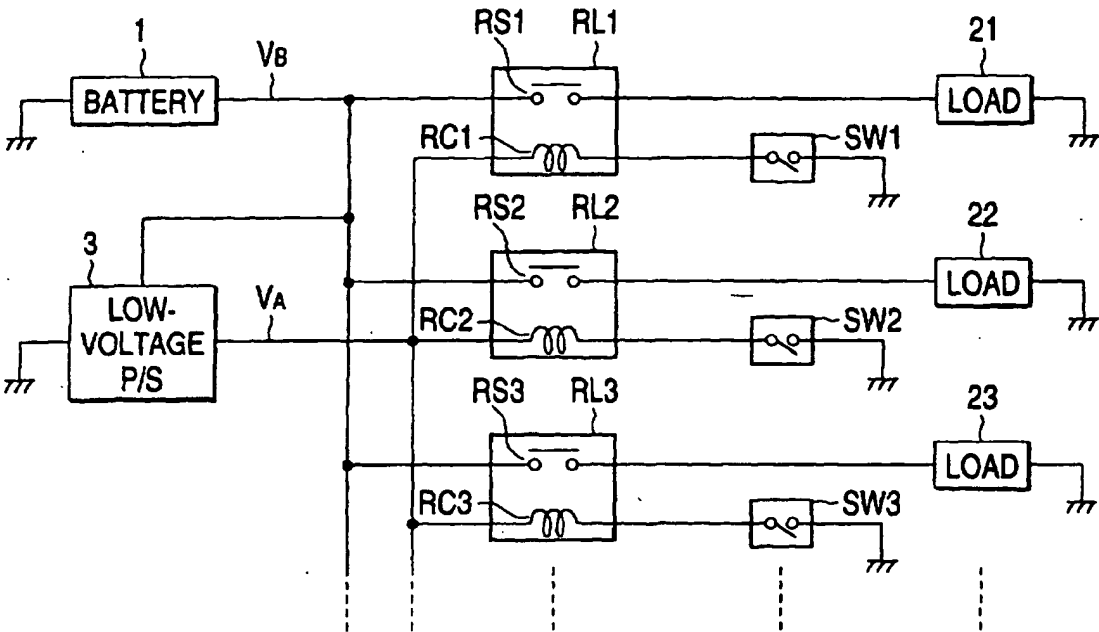 1
VB
RS1
RL1
21
BATTERY
LOAD
RC1
SW1
RS2
RL2
22
3
VA
LOW-
VOLTAGE
P/S
LOAD
RC2
SW2
RS3
RL3
23
LOAD
RC3
SW3